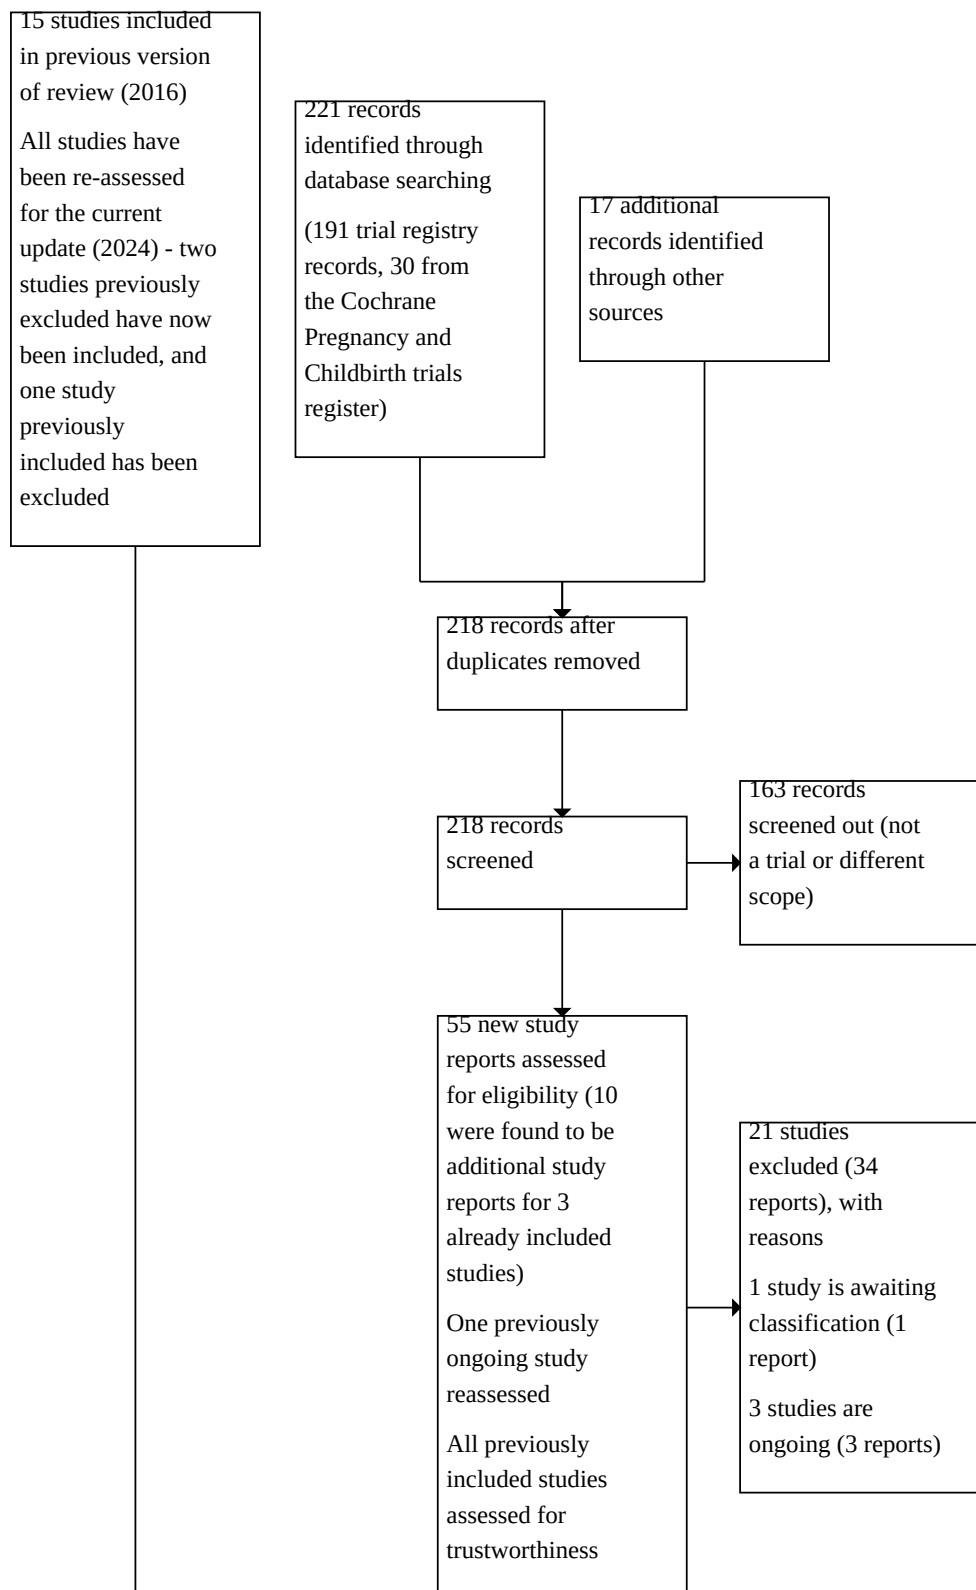 15 studies included
in previous version
of review (2016)
All studies have
been re-assessed
for the current
update (2024) - two
studies previously
excluded have now
been included, and
one study
previously
included has been
excluded
221 records
identified through
database searching
(191 trial registry
records, 30 from
the Cochrane
Pregnancy and
Childbirth trials
register)
17 additional
records identified
through other
sources
218 records after
duplicates removed
218 records
screened
163 records
screened out (not
a trial or different
scope)
55 new study
reports assessed
for eligibility (10
were found to be
additional study
reports for 3
already included
studies)
One previously
ongoing study
reassessed
All previously
included studies
assessed for
trustworthiness
21 studies
excluded (34
reports), with
reasons
1 study is awaiting
classification (1
report)
3 studies are
ongoing (3 reports)